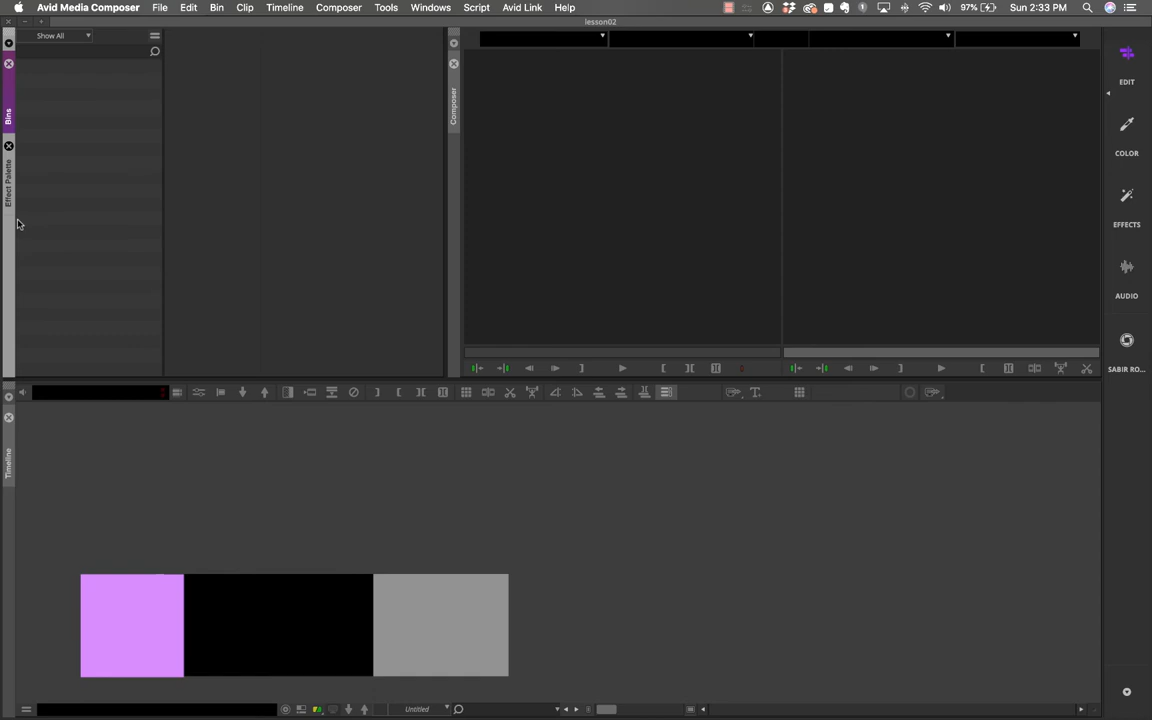 Avid Media Composer File Edit Bin Clip Timeline Composer Tools Windows Script Avid Link Help 97% Sun 2:33 PM
lesson02
Show All
Bins
Effect Palette
Composer
EDIT
COLOR
EFFECTS
AUDIO
SABIR RO...
Timeline
Untitled